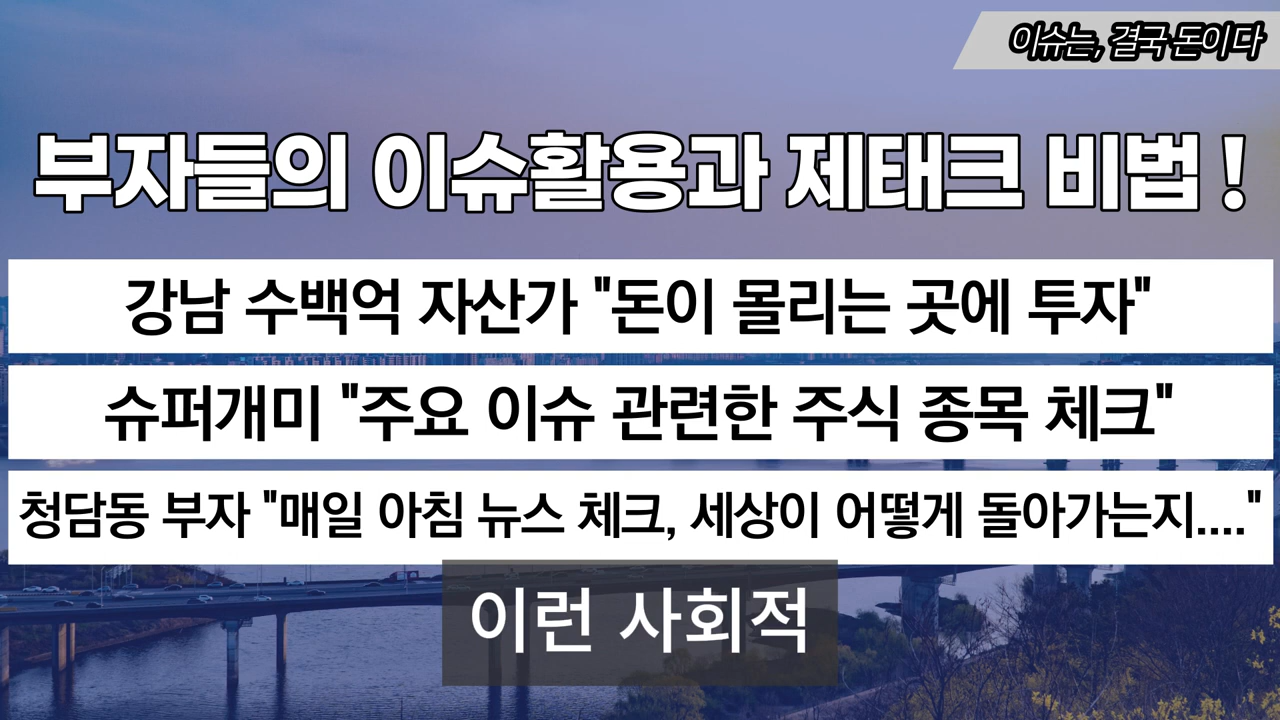 이슈는, 결국 돈이다
부자들의 이슈활용과 제태크 비법 !
강남 수백억 자산가 "돈이 몰리는 곳에 투자"
슈퍼개미 "주요 이슈 관련한 주식 종목 체크"
청담동 부자 "매일 아침 뉴스 체크, 세상이 어떻게 돌아가는지...."
이런 사회적